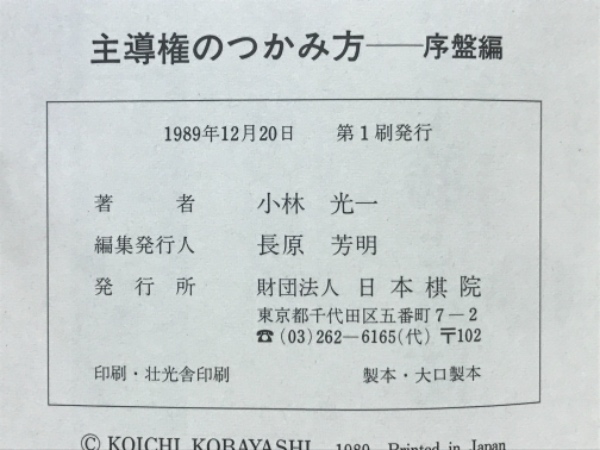 主導権のつかみ方――序盤編
1989年12月20日 第1刷発行
著者 小林 光一
編集発行人 長原 芳明
発行所 財団法人 日本棋院
東京都千代田区五番町7－2
☎(03)262－6165(代) 〒102
印刷・壮光舎印刷 製本・大口製本
© KOICHI KOBAYASHI 1989 Printed in Japan